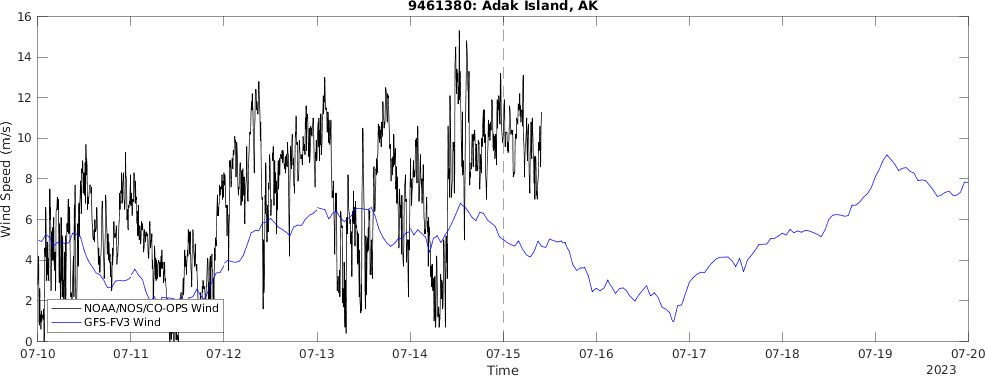 9461380: Adak Island, AK
Wind Speed (m/s)
16
14
12
10
8
6
4
2
0
NOAA/NOS/CO-OPS Wind
GFS-FV3 Wind
07-10 07-11 07-12 07-13 07-14 07-15 07-16 07-17 07-18 07-19 07-20
Time
2023